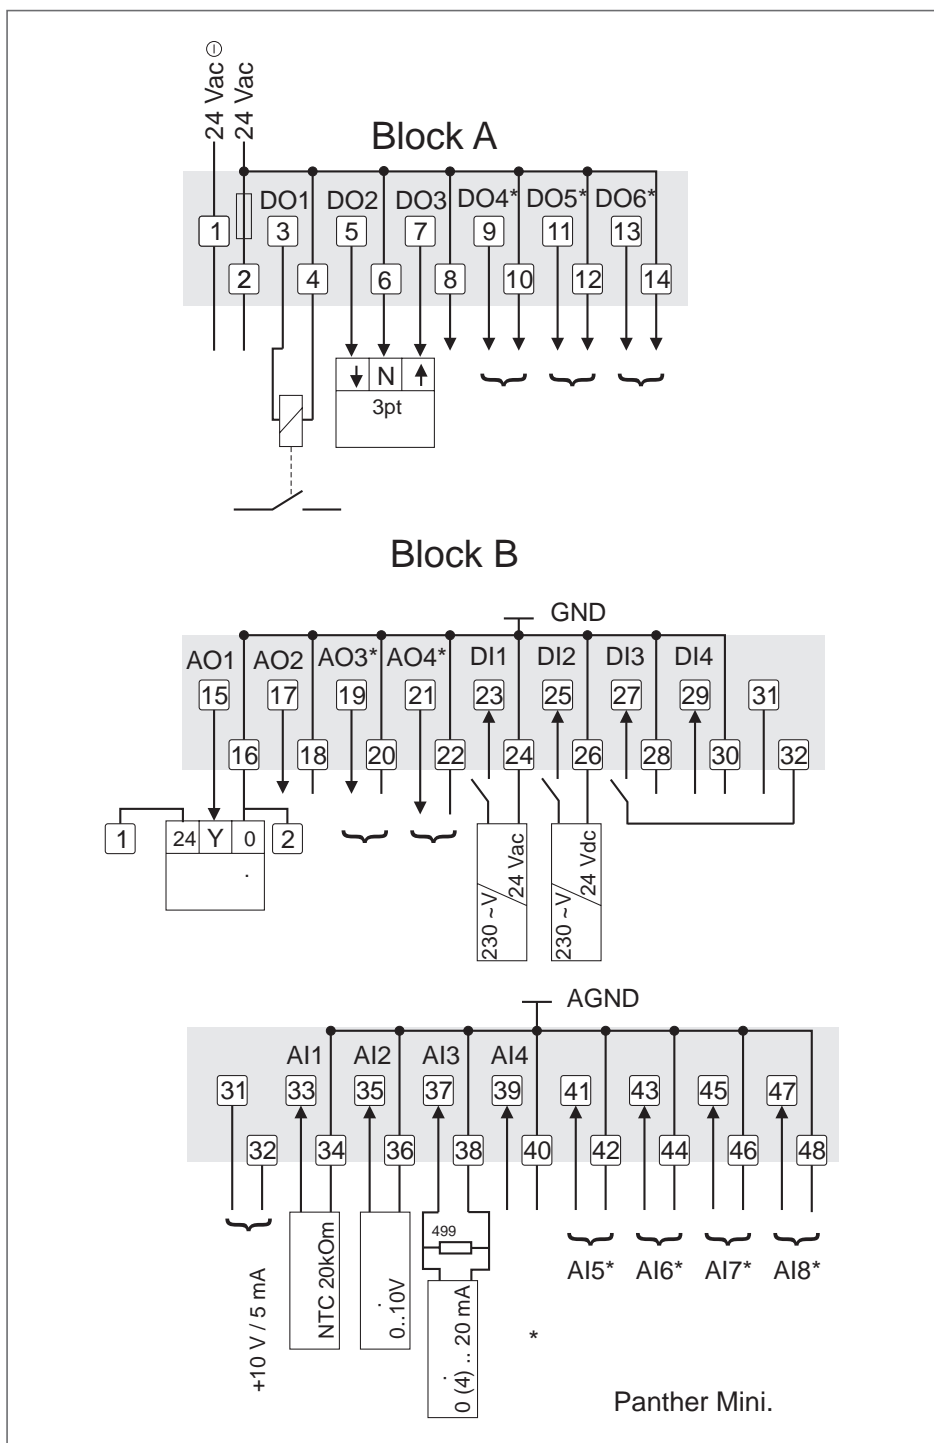 24 Vac
24 Vac
Block A
DO1 DO2 DO3 DO4* DO5* DO6*
1 3 5 7 9 11 13
2 4 6 8 10 12 14
N
3pt
Block B
GND
AO1 AO2 AO3* AO4* DI1 DI2 DI3 DI4
15 17 19 21 23 25 27 29 31
16 18 20 22 24 26 28 30 32
1 24 Y 0 2
230 ~ V 24 Vac
230 ~ V 24 Vdc
AGND
AI1 AI2 AI3 AI4
31 33 35 37 39 41 43 45 47
32 34 36 38 40 42 44 46 48
499
+10 V / 5 mA
NTC 20kOm
0..10V
0 (4) .. 20 mA
AI5* AI6* AI7* AI8*
*
Panther Mini.